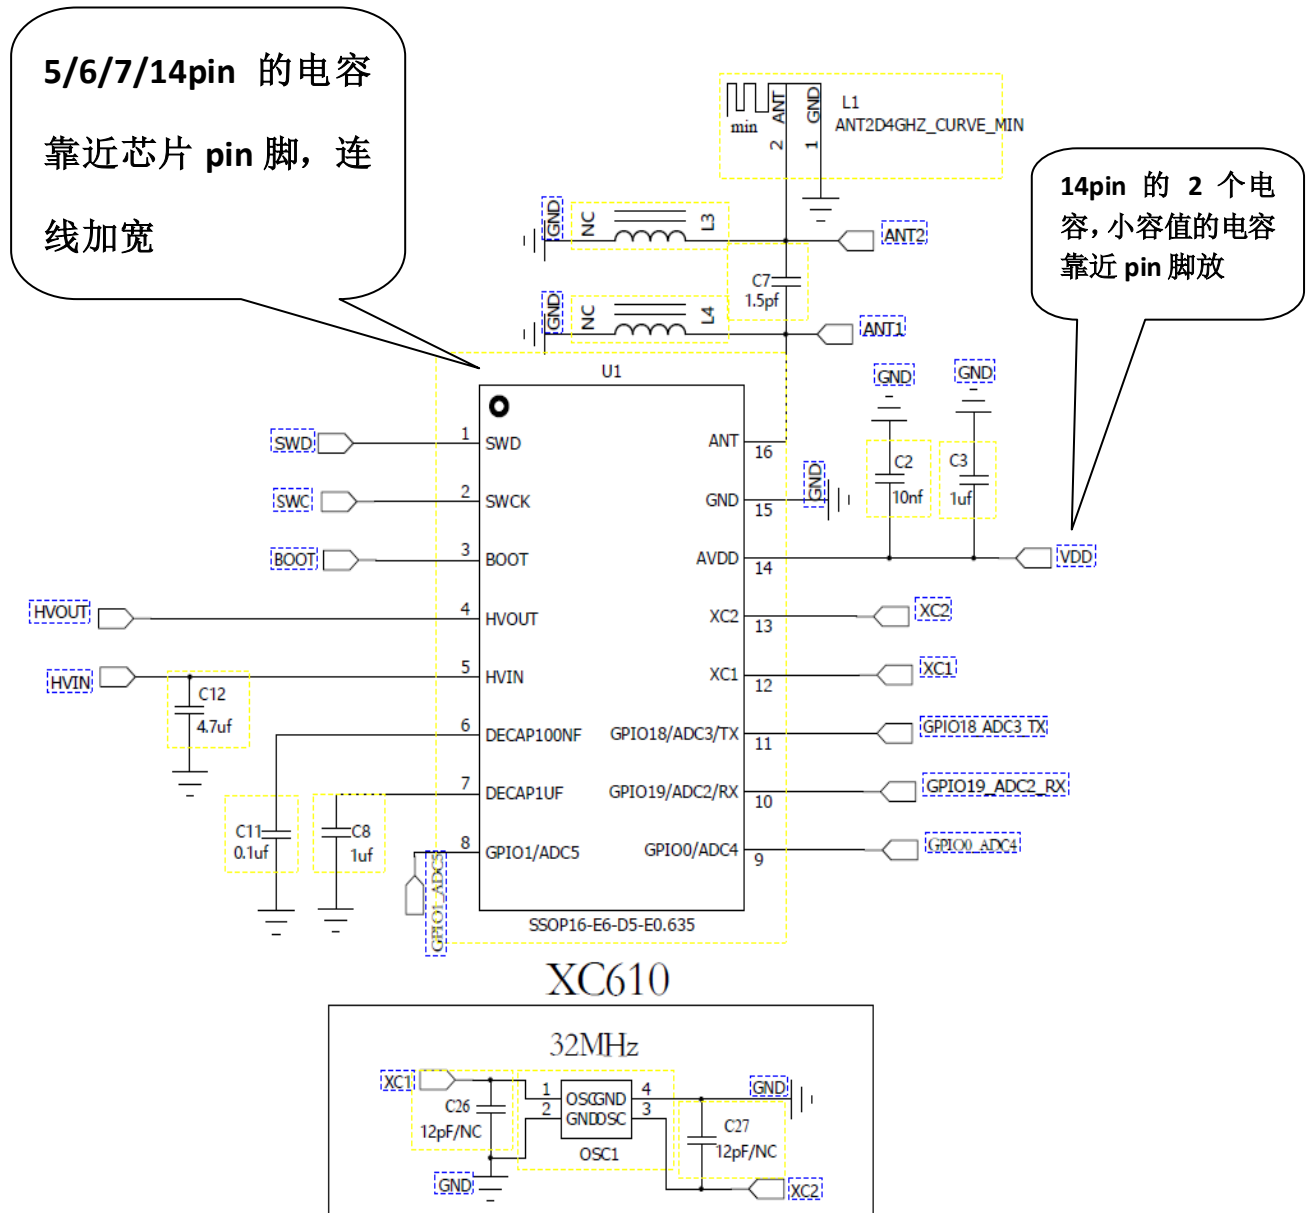 5/6/7/14pin 的电容
靠近芯片 pin 脚，连
线加宽
14pin 的 2 个电
容，小容值的电容
靠近 pin 脚放
min
ANT
GND
2
1
L1
ANT2D4GHZ_CURVE_MIN
GND
NC
L3
ANT2
C7
1.5pf
GND
NC
L4
ANT1
U1
GND
GND
C2
10nf
C3
1uf
SWD
1
SWD
ANT
16
SWC
2
SWCK
GND
15
GND
BOOT
3
BOOT
AVDD
14
VDD
HVOUT
4
HVOUT
XC2
13
XC2
HVIN
5
HVIN
XC1
12
XC1
C12
4.7uf
6
DECAP100NF
GPIO18/ADC3/TX
11
GPIO18_ADC3_TX
7
DECAP1UF
GPIO19/ADC2/RX
10
GPIO19_ADC2_RX
C11
0.1uf
C8
1uf
8
GPIO1/ADC5
GPIO0/ADC4
9
GPIO0_ADC4
GPIO1_ADC5
SSOP16-E6-D5-E0.635
XC610
32MHz
XC1
C26
12pF/NC
1
2
OSC
GND
GND
OSC
4
3
OSC1
GND
C27
12pF/NC
GND
XC2